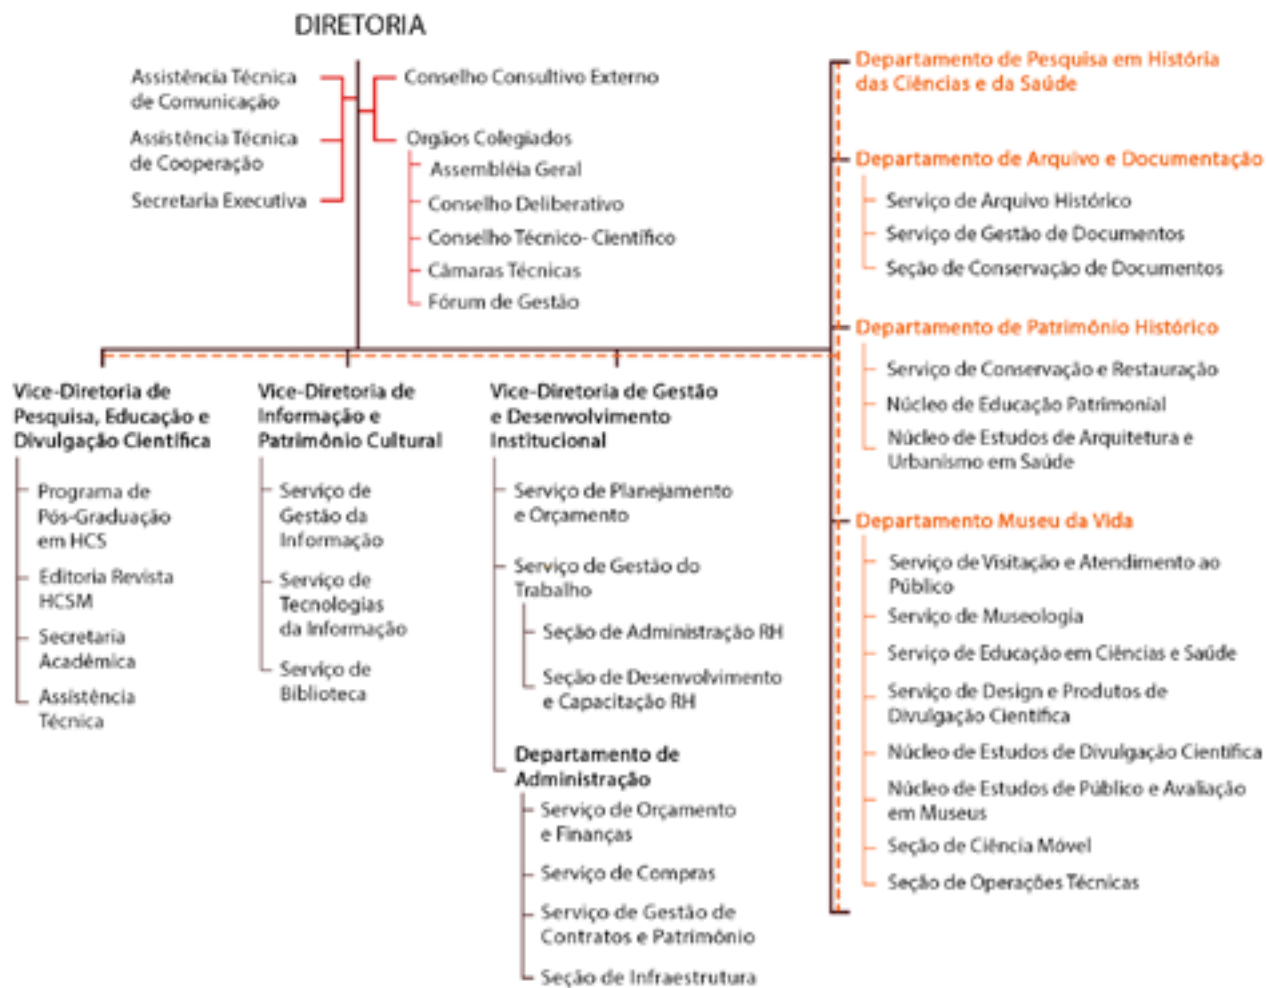 DIRETORIA
Assistência Técnica
de Comunicação
Assistência Técnica
de Cooperação
Secretaria Executiva
Conselho Consultivo Externo
Orgãos Colegiados
Assembléia Geral
Conselho Deliberativo
Conselho Técnico- Científico
Câmaras Técnicas
Fórum de Gestão
Vice-Diretoria de
Pesquisa, Educação e
Divulgação Científica
Programa de
Pós-Graduação
em HCS
Editoria Revista
HCSM
Secretaria
Acadêmica
Assistência
Técnica
Vice-Diretoria de
Informação e
Patrimônio Cultural
Serviço de
Gestão da
Informação
Serviço de
Tecnologias
da Informação
Serviço de
Biblioteca
Vice-Diretoria de Gestão
e Desenvolvimento
Institucional
Serviço de Planejamento
e Orçamento
Serviço de Gestão do
Trabalho
Seção de Administração RH
Seção de Desenvolvimento
e Capacitação RH
Departamento de
Administração
Serviço de Orçamento
e Finanças
Serviço de Compras
Serviço de Gestão de
Contratos e Patrimônio
Seção de Infraestrutura
Departamento de Pesquisa em História
das Ciências e da Saúde
Departamento de Arquivo e Documentação
Serviço de Arquivo Histórico
Serviço de Gestão de Documentos
Seção de Conservação de Documentos
Departamento de Patrimônio Histórico
Serviço de Conservação e Restauração
Núcleo de Educação Patrimonial
Núcleo de Estudos de Arquitetura e
Urbanismo em Saúde
Departamento Museu da Vida
Serviço de Visitação e Atendimento ao
Público
Serviço de Museologia
Serviço de Educação em Ciências e Saúde
Serviço de Design e Produtos de
Divulgação Científica
Núcleo de Estudos de Divulgação Científica
Núcleo de Estudos de Público e Avaliação
em Museus
Seção de Ciência Móvel
Seção de Operações Técnicas